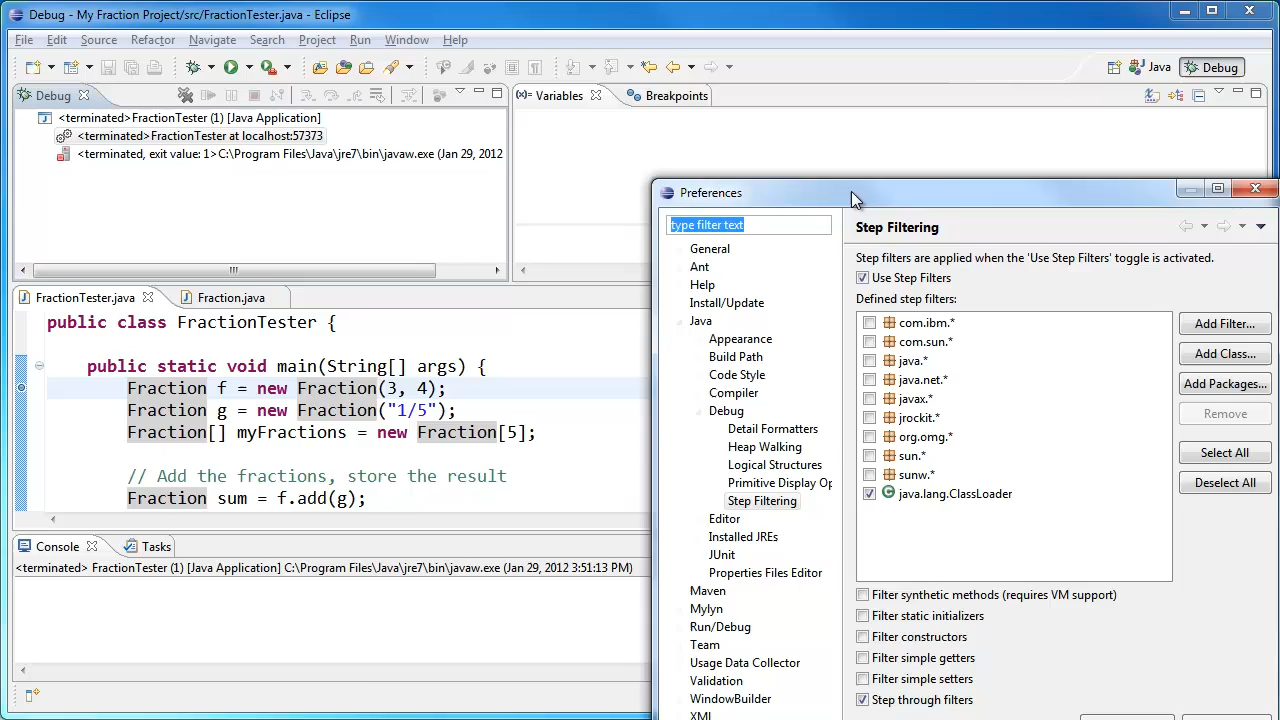 Debug - My Fraction Project/src/FractionTester.java - Eclipse
File Edit Source Refactor Navigate Search Project Run Window Help
Java Debug
Debug
<terminated>FractionTester (1) [Java Application]
<terminated>FractionTester at localhost:57373
<terminated, exit value: 1>C:\Program Files\Java\jre7\bin\javaw.exe (Jan 29, 2012
(x)= Variables Breakpoints
FractionTester.java Fraction.java
public class FractionTester {
public static void main(String[] args) {
Fraction f = new Fraction(3, 4);
Fraction g = new Fraction("1/5");
Fraction[] myFractions = new Fraction[5];
// Add the fractions, store the result
Fraction sum = f.add(g);
Console Tasks
<terminated> FractionTester (1) [Java Application] C:\Program Files\Java\jre7\bin\javaw.exe (Jan 29, 2012 3:51:13 PM)
Preferences
type filter text
General
Ant
Help
Install/Update
Java
Appearance
Build Path
Code Style
Compiler
Debug
Detail Formatters
Heap Walking
Logical Structures
Primitive Display Op
Step Filtering
Editor
Installed JREs
JUnit
Properties Files Editor
Maven
Mylyn
Run/Debug
Team
Usage Data Collector
Validation
WindowBuilder
XML
Step Filtering
Step filters are applied when the 'Use Step Filters' toggle is activated.
Use Step Filters
Defined step filters:
com.ibm.*
com.sun.*
java.*
java.net.*
javax.*
jrockit.*
org.omg.*
sun.*
sunw.*
java.lang.ClassLoader
Add Filter...
Add Class...
Add Packages...
Remove
Select All
Deselect All
Filter synthetic methods (requires VM support)
Filter static initializers
Filter constructors
Filter simple getters
Filter simple setters
Step through filters